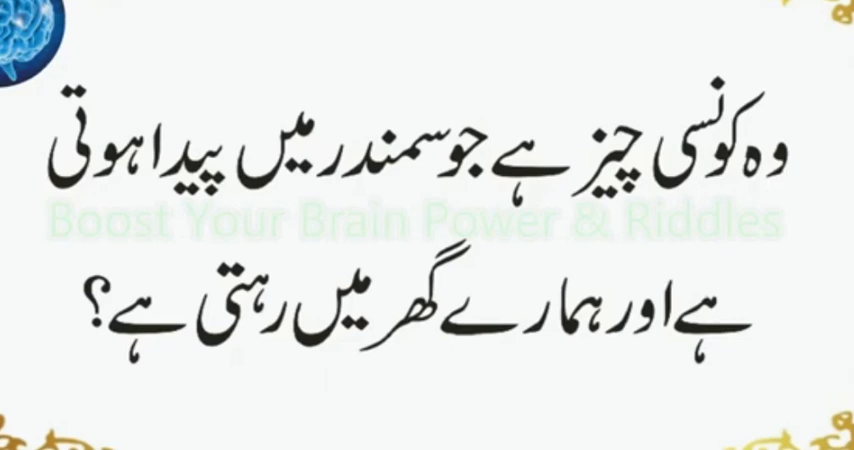 وہ کونسی چیز ہے جو سمندر میں پیدا ہوتی
Boost Your Brain Power & Riddles
ہے اور ہمارے گھر میں رہتی ہے؟